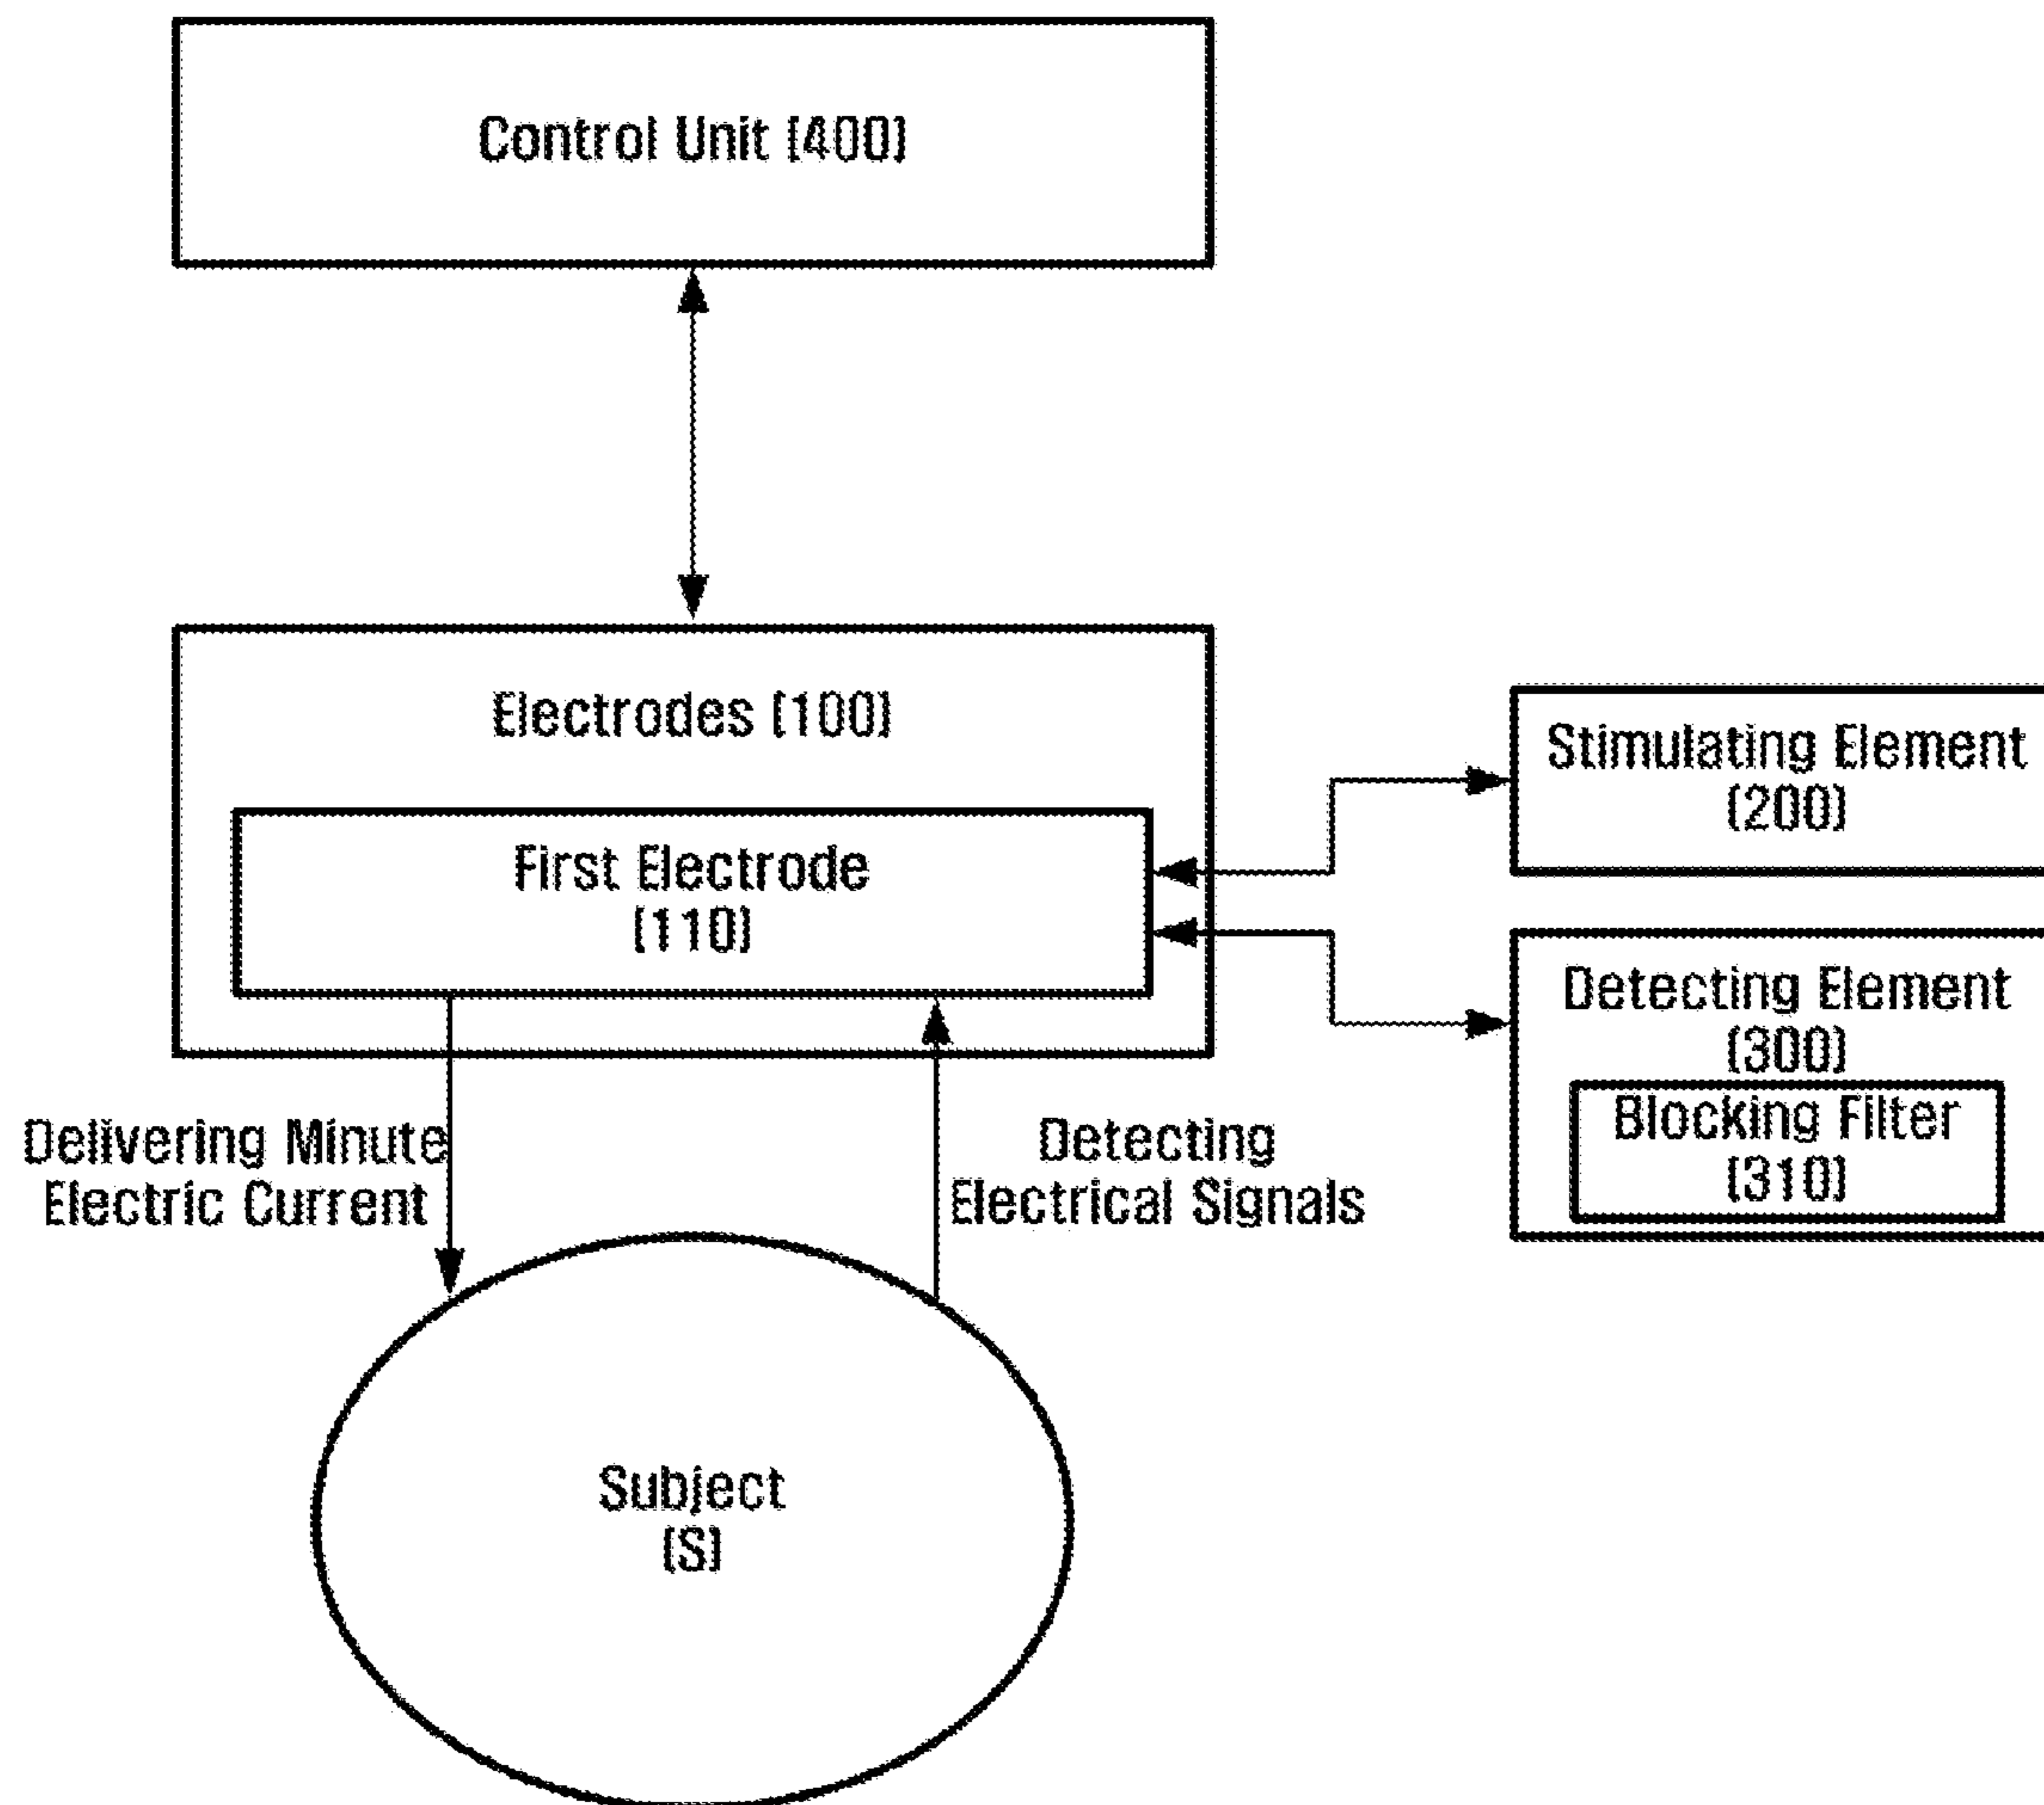 Control Unit (400)
Electrodes (100)
First Electrode
(110)
Stimulating Element
(200)
Detecting Element
(300)
Blocking Filter
(310)
Delivering Minute
Electric Current
Detecting
Electrical Signals
Subject
(S)